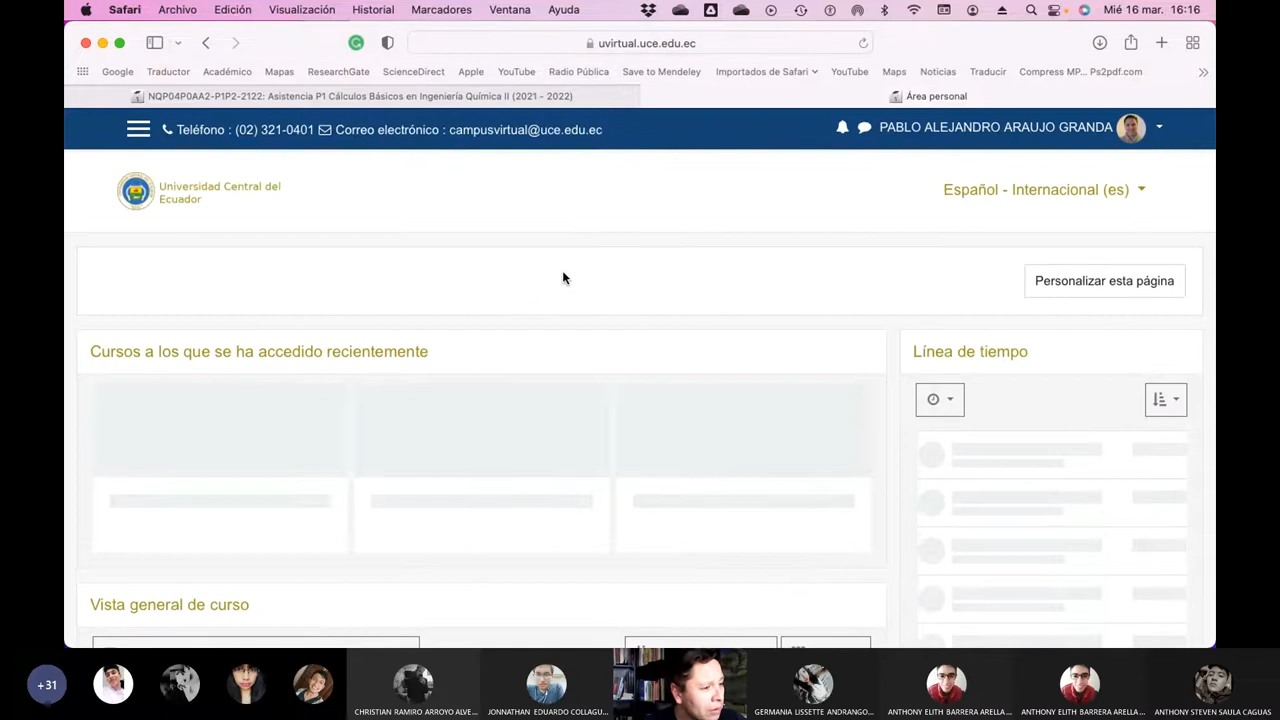 Safari Archivo Edición Visualización Historial Marcadores Ventana Ayuda Mié 16 mar. 16:16
uvirtual.uce.edu.ec
Google Traductor Académico Mapas ResearchGate ScienceDirect Apple YouTube Radio Pública Save to Mendeley Importados de Safari YouTube Maps Noticias Traducir Compress MP... Ps2pdf.com
NQP04P0AA2-P1P2-2122: Asistencia P1 Cálculos Básicos en Ingeniería Química II (2021 - 2022) Área personal
Teléfono : (02) 321-0401 Correo electrónico : campusvirtual@uce.edu.ec PABLO ALEJANDRO ARAUJO GRANDA
Universidad Central del
Ecuador
Español - Internacional (es)
Personalizar esta página
Cursos a los que se ha accedido recientemente
Línea de tiempo
Vista general de curso
+31
CHRISTIAN RAMIRO ARROYO ALVE... JONNATHAN EDUARDO COLLAGU... GERMANIA LISSETTE ANDRANGO... ANTHONY ELITH BARRERA ARELLA... ANTHONY ELITH BARRERA ARELLA... ANTHONY STEVEN SAULA CAGUAS